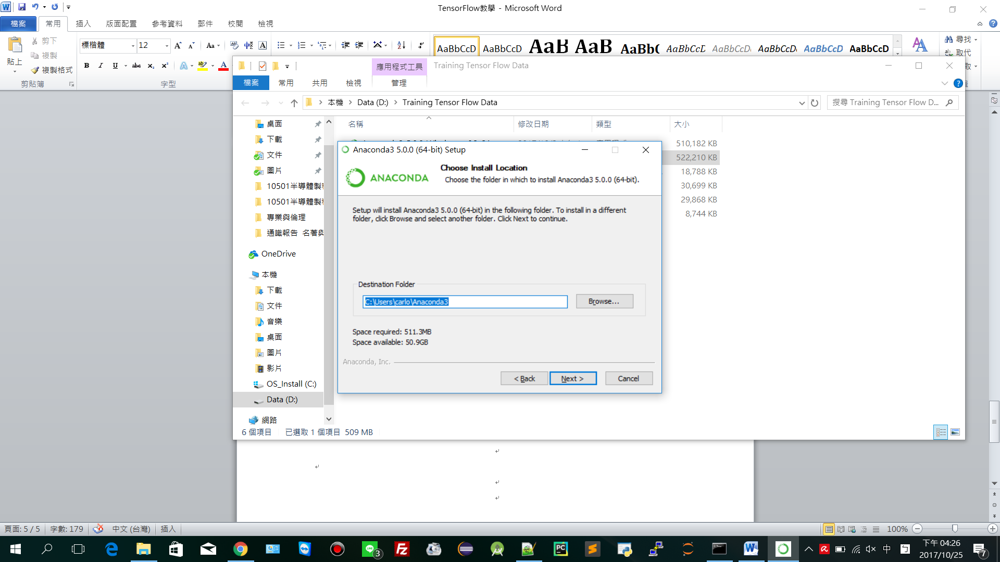 TensorFlow教學 - Microsoft Word
檔案 常用 插入 版面配置 參考資料 郵件 校閱 檢視
貼上
剪下
複製
複製格式
剪貼簿
標楷體 12
字型
AaBbCcD AaBbCcD AaB AaBbC AaBbCcD AaBbCcD AaBbCcD AaBbCcD AaBbCcD
尋找
取代
應用程式工具 Training Tensor Flow Data
檔案 常用 共用 檢視 管理
本機 > Data (D:) > Training Tensor Flow Data
搜尋 Training Tensor Flow D...
名稱 修改日期 類型 大小
桌面
下載
文件
圖片
10501半導體製
10501半導體製
專業與倫理
通識報告 名著與
OneDrive
本機
下載
文件
音樂
桌面
圖片
影片
OS_Install (C:)
Data (D:)
網路
510,182 KB
522,210 KB
18,788 KB
30,699 KB
29,868 KB
8,744 KB
6 個項目 已選取 1 個項目 509 MB
Anaconda3 5.0.0 (64-bit) Setup
ANACONDA
Choose Install Location
Choose the folder in which to install Anaconda3 5.0.0 (64-bit).
Setup will install Anaconda3 5.0.0 (64-bit) in the following folder. To install in a different
folder, click Browse and select another folder. Click Next to continue.
Destination Folder
C:\Users\carlo\Anaconda3
Browse...
Space required: 511.3MB
Space available: 50.9GB
Anaconda, Inc.
< Back Next > Cancel
頁面: 5 / 5 字數: 179 中文 (台灣) 插入 100%
3
中
下午 04:26
2017/10/25
7